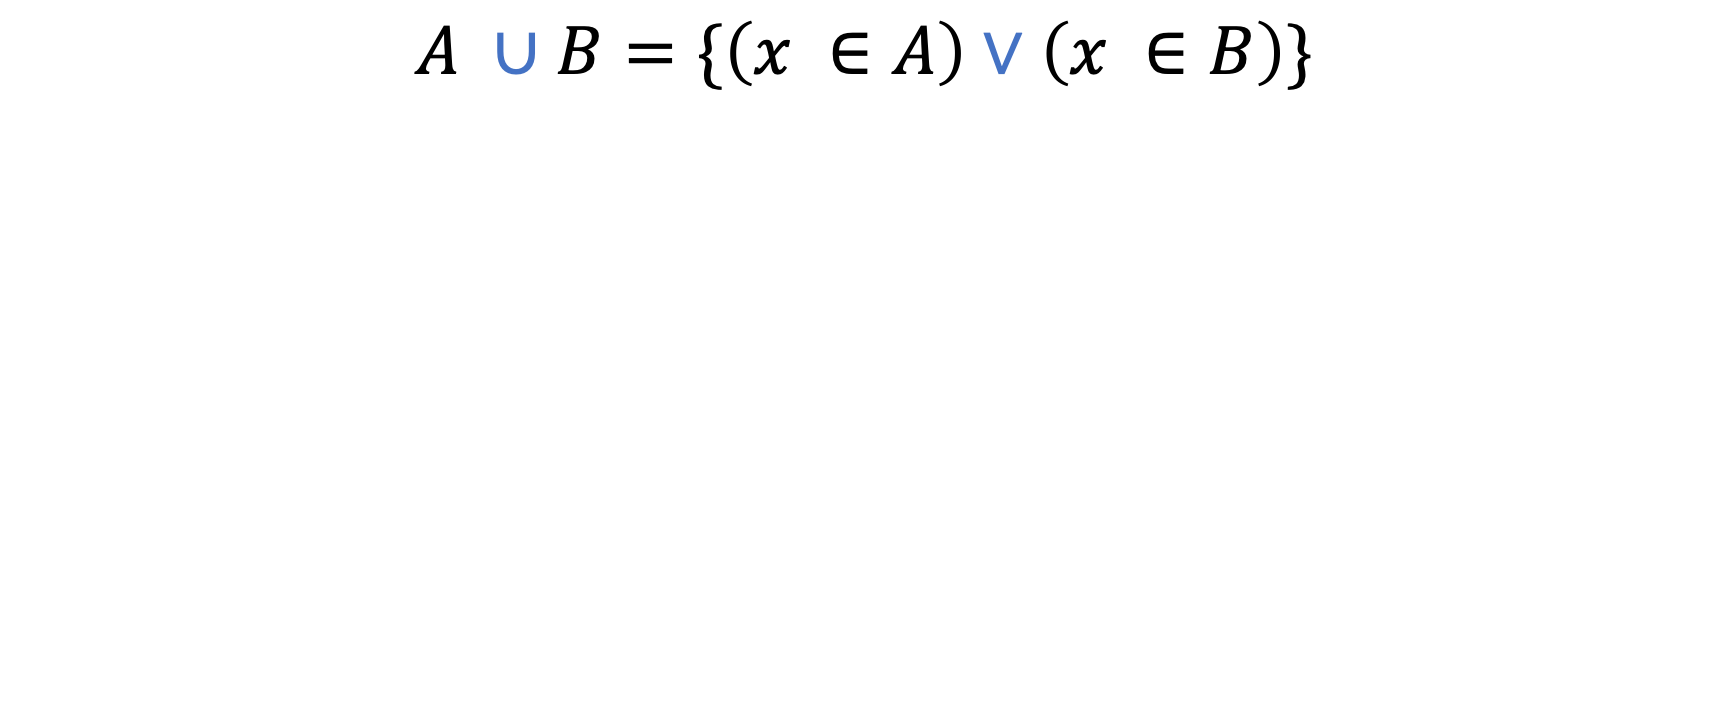 A ∪ B = {(x ∈ A) ∨ (x ∈ B)}